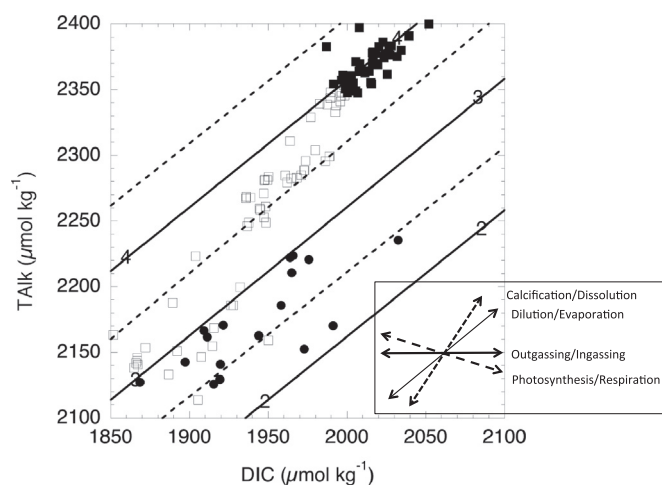 2400
2350
2300
2250
2200
2150
2100
TAlk (µmol kg-1)
4
3
4
2
3
2
Calcification/Dissolution
Dilution/Evaporation
Outgassing/Ingassing
Photosynthesis/Respiration
1850 1900 1950 2000 2050 2100
DIC (µmol kg-1)